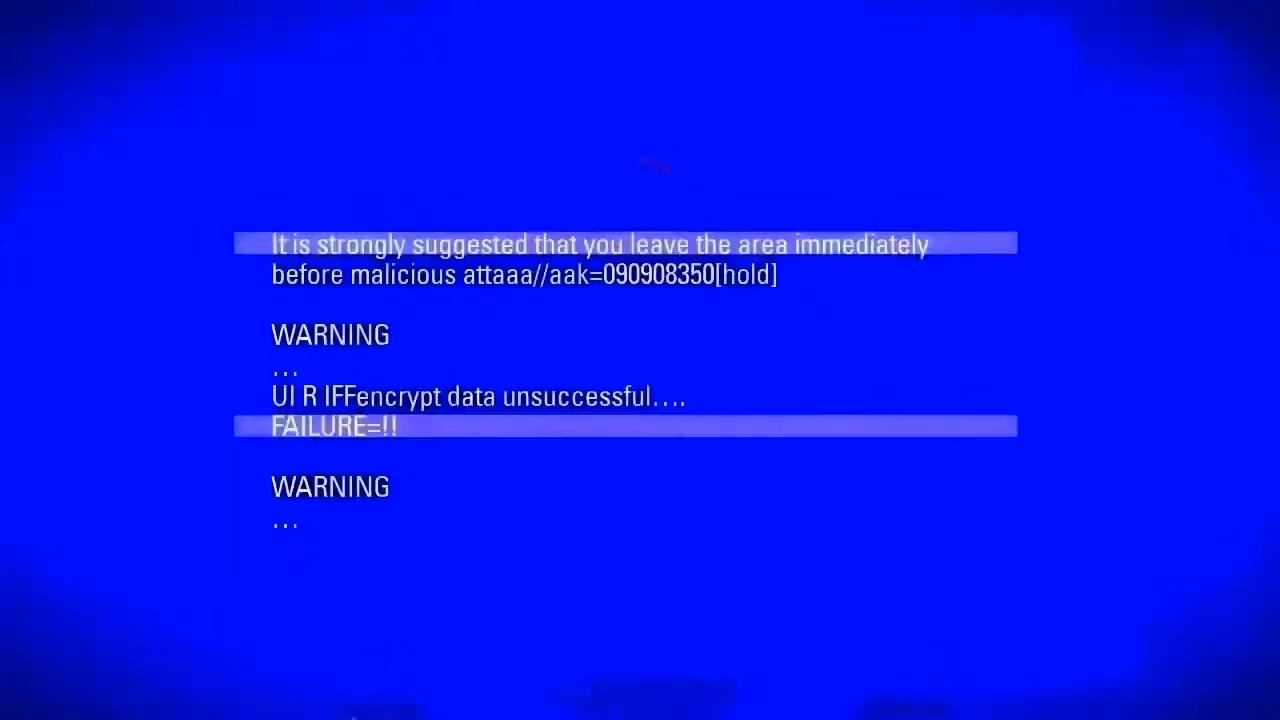 It is strongly suggested that you leave the area immediately
before malicious attaaa//aak=090908350[hold]
WARNING
...
UI R IFFencrypt data unsuccessful....
FAILURE=!!
WARNING
...